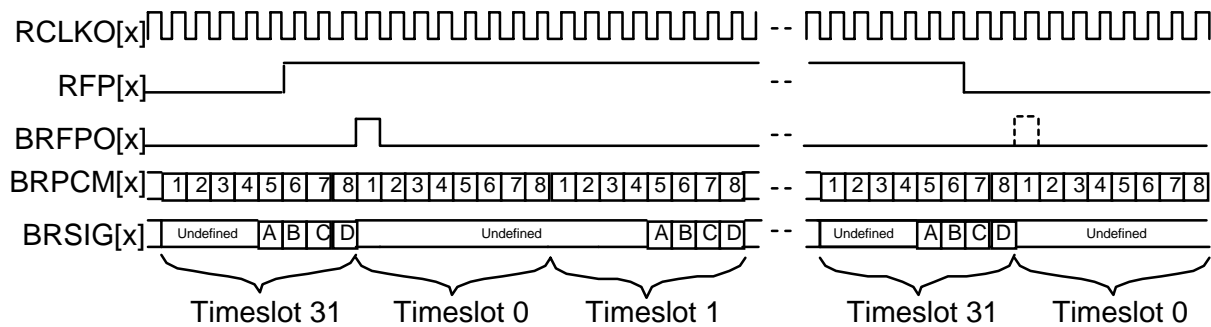 RCLKO[x] --
RFP[x] --
BRFPO[x] --
BRPCM[x] 1 2 3 4 5 6 7 8 1 2 3 4 5 6 7 8 1 2 3 4 5 6 7 8 -- 1 2 3 4 5 6 7 8 1 2 3 4 5 6 7 8
BRSIG[x] Undefined A B C D Undefined A B C D -- Undefined A B C D Undefined
Timeslot 31 Timeslot 0 Timeslot 1 Timeslot 31 Timeslot 0